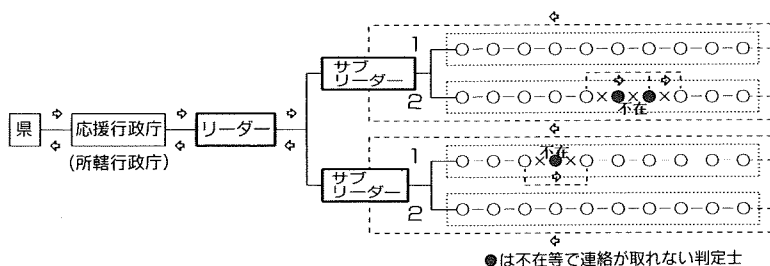 県
応援行政庁
(所轄行政庁)
リーダー
サブ
リーダー
1
2
不在
サブ
リーダー
1
2
不在
●は不在等で連絡が取れない判定士